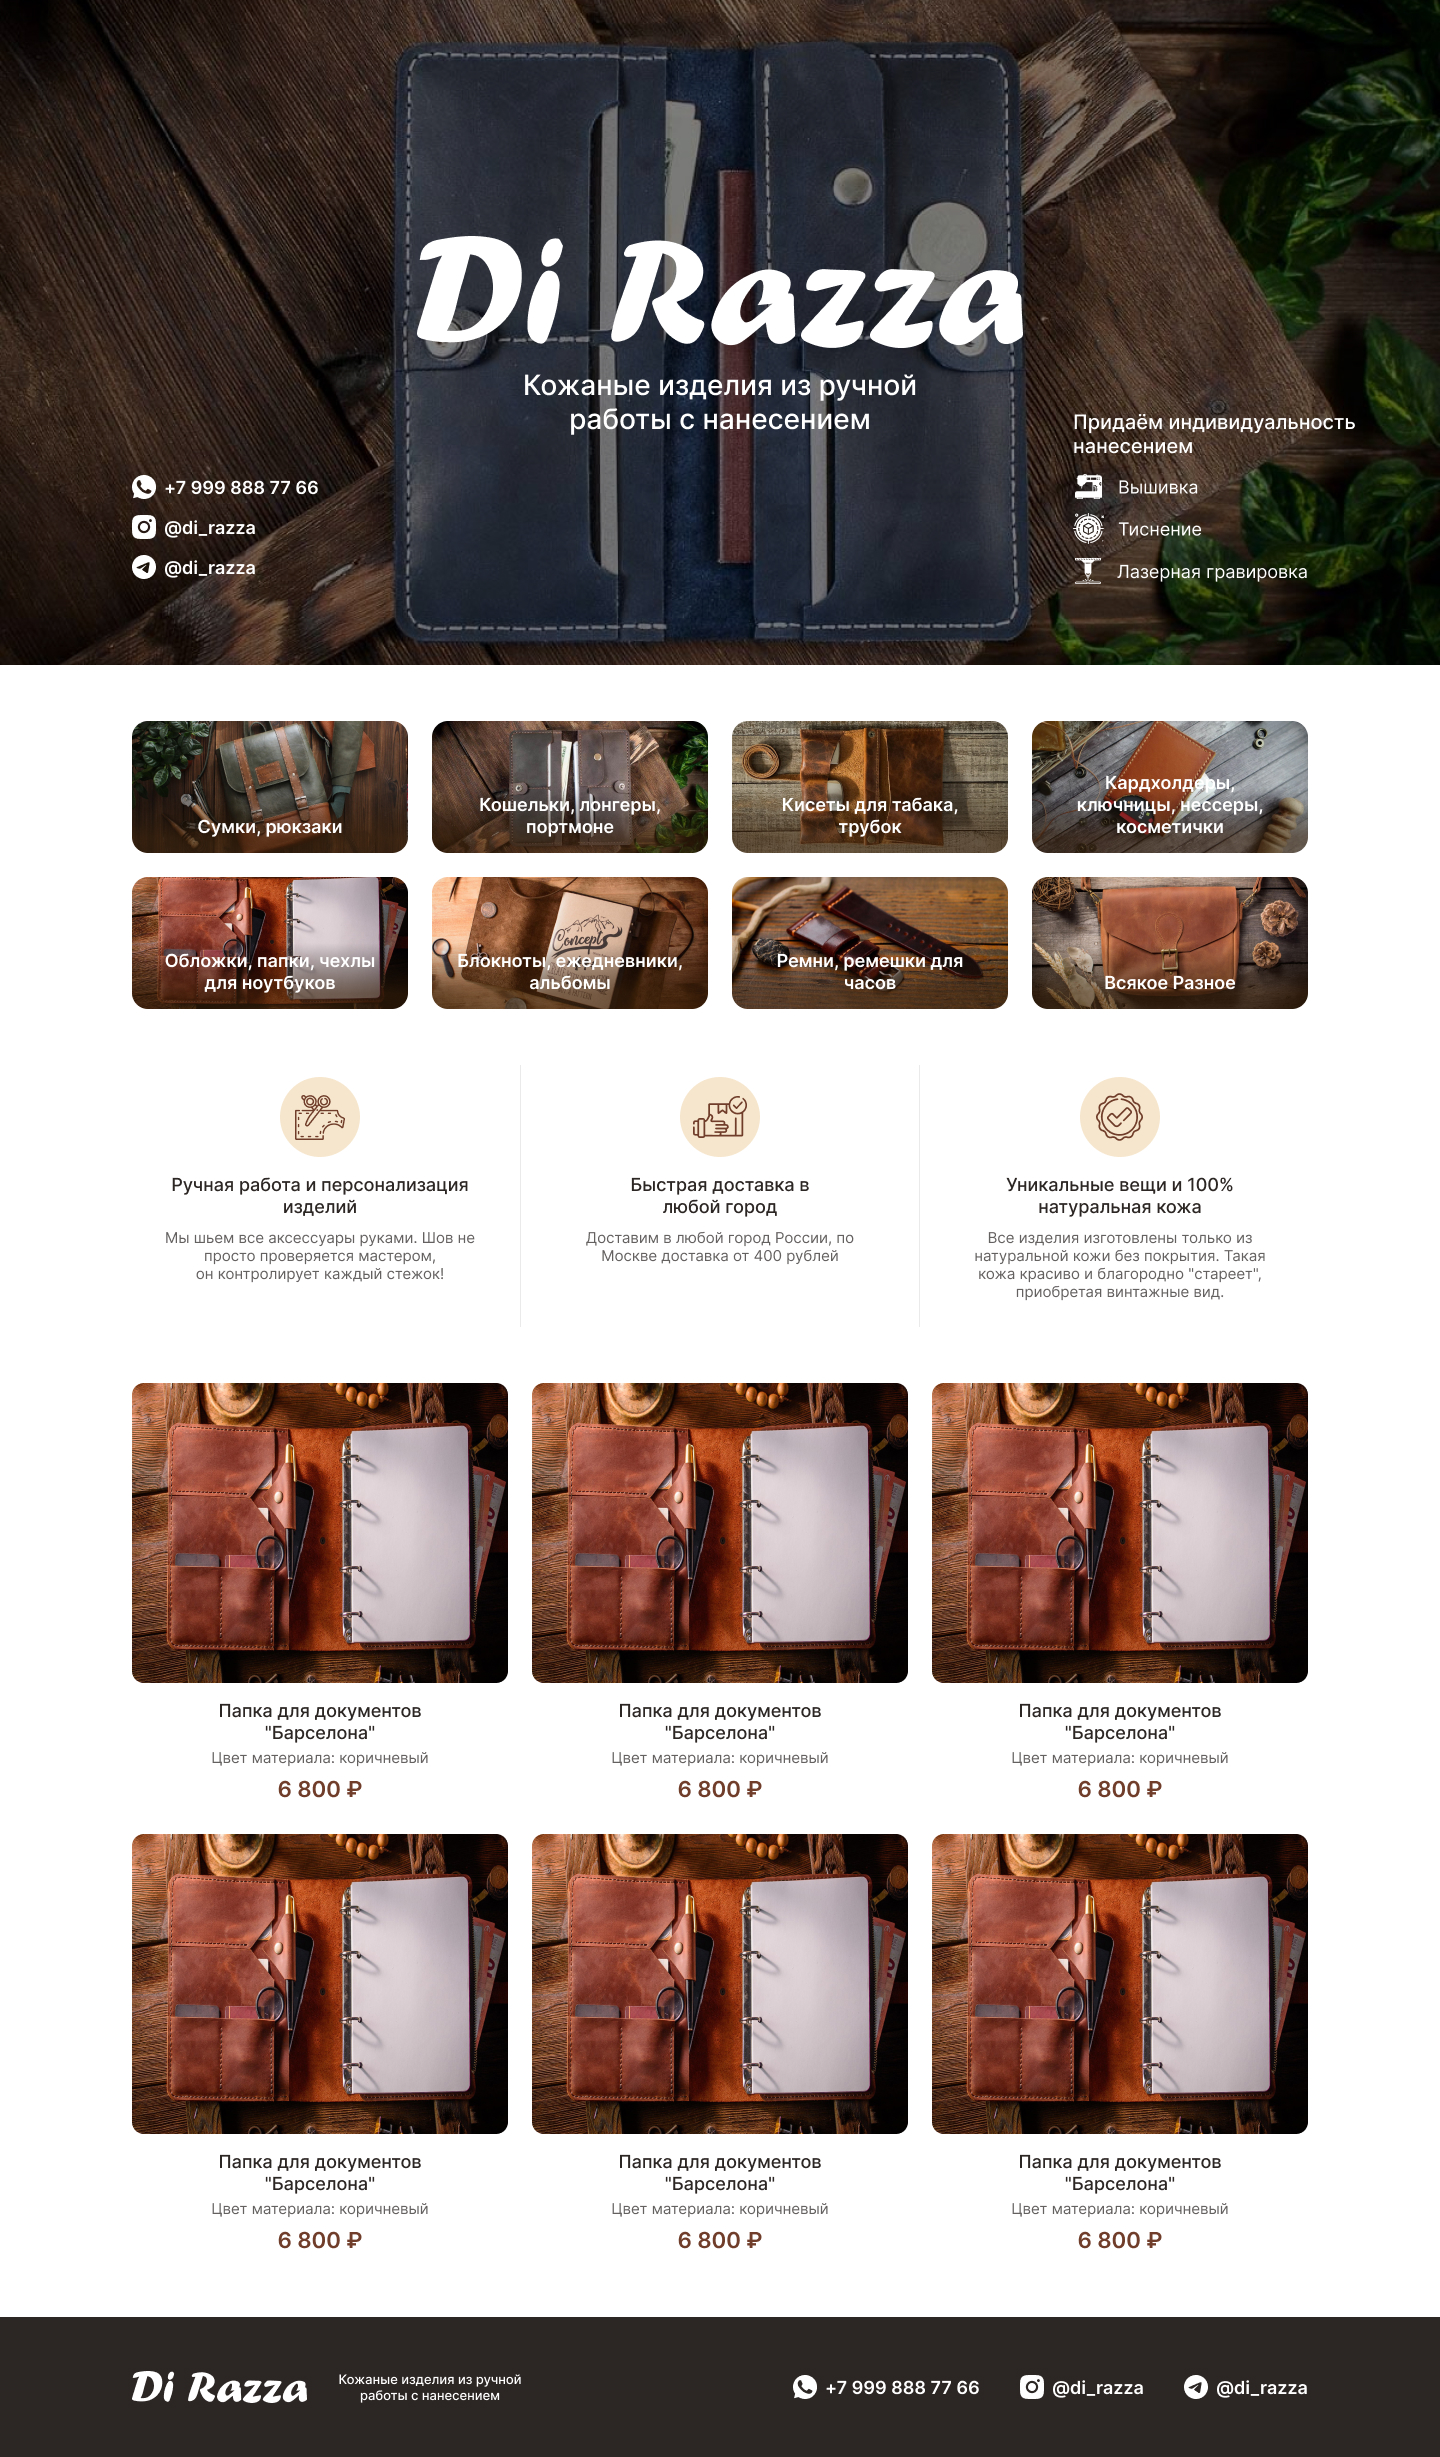 Di Razza
Кожаные изделия из ручной
работы с нанесением
+7 999 888 77 66
@di_razza
@di_razza
Придаём индивидуальность
нанесением
Вышивка
Тиснение
Лазерная гравировка
Сумки, рюкзаки
Кошельки, лонгеры,
портмоне
Кисеты для табака,
трубок
Кардхолдеры,
ключницы, нессеры,
косметички
Обложки, папки, чехлы
для ноутбуков
Concept
Блокноты, ежедневники,
альбомы
Ремни, ремешки для
часов
Всякое Разное
Ручная работа и персонализация
изделий
Мы шьем все аксессуары руками. Шов не
просто проверяется мастером,
он контролирует каждый стежок!
Быстрая доставка в
любой город
Доставим в любой город России, по
Москве доставка от 400 рублей
Уникальные вещи и 100%
натуральная кожа
Все изделия изготовлены только из
натуральной кожи без покрытия. Такая
кожа красиво и благородно "стареет",
приобретая винтажные вид.
Папка для документов
"Барселона"
Цвет материала: коричневый
6 800 ₽
Папка для документов
"Барселона"
Цвет материала: коричневый
6 800 ₽
Папка для документов
"Барселона"
Цвет материала: коричневый
6 800 ₽
Папка для документов
"Барселона"
Цвет материала: коричневый
6 800 ₽
Папка для документов
"Барселона"
Цвет материала: коричневый
6 800 ₽
Папка для документов
"Барселона"
Цвет материала: коричневый
6 800 ₽
Di Razza
Кожаные изделия из ручной
работы с нанесением
+7 999 888 77 66
@di_razza
@di_razza